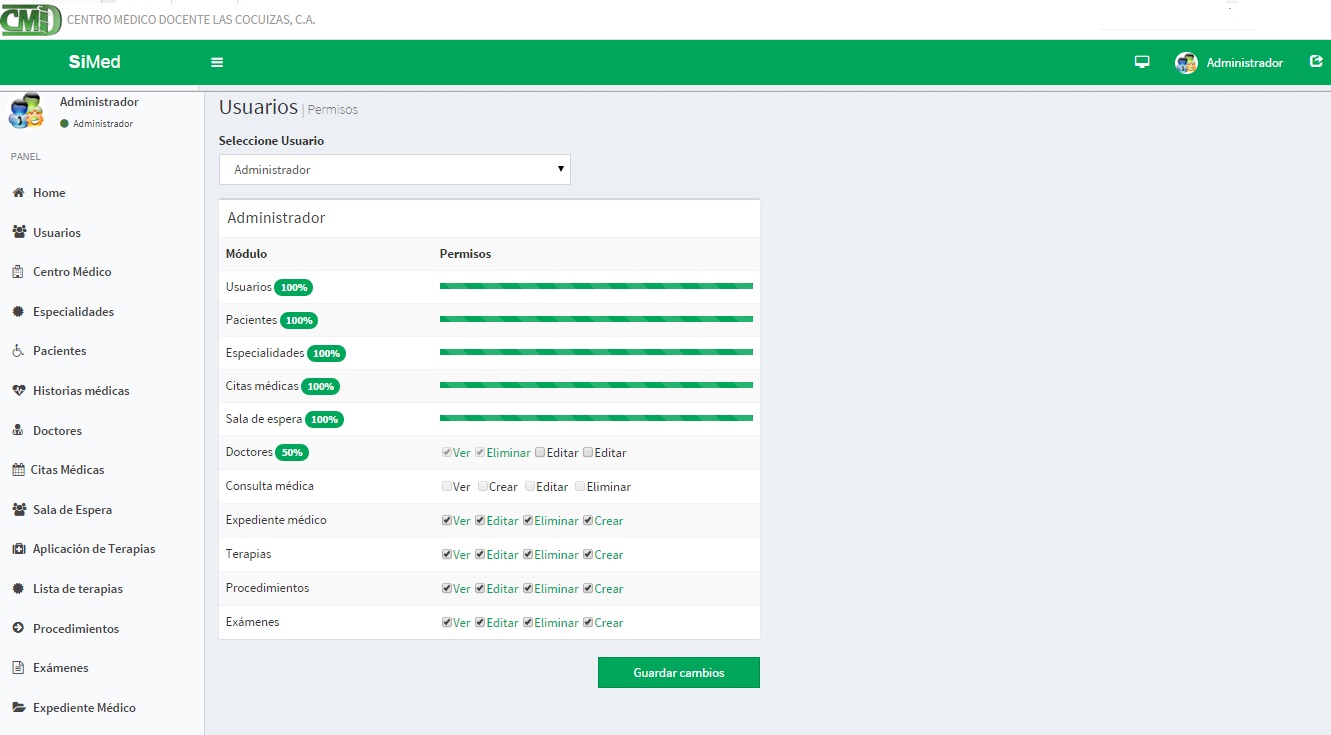 CMD CENTRO MÉDICO DOCENTE LAS COCUIZAS, C.A.
SiMed Administrador
Administrador
Administrador
PANEL
Home
Usuarios
Centro Médico
Especialidades
Pacientes
Historias médicas
Doctores
Citas Médicas
Sala de Espera
Aplicación de Terapias
Lista de terapias
Procedimientos
Exámenes
Expediente Médico
Usuarios | Permisos
Seleccione Usuario
Administrador
Administrador
Módulo Permisos
Usuarios 100%
Pacientes 100%
Especialidades 100%
Citas médicas 100%
Sala de espera 100%
Doctores 50% Ver Eliminar Editar Editar
Consulta médica Ver Crear Editar Eliminar
Expediente médico Ver Editar Eliminar Crear
Terapias Ver Editar Eliminar Crear
Procedimientos Ver Editar Eliminar Crear
Exámenes Ver Editar Eliminar Crear
Guardar cambios